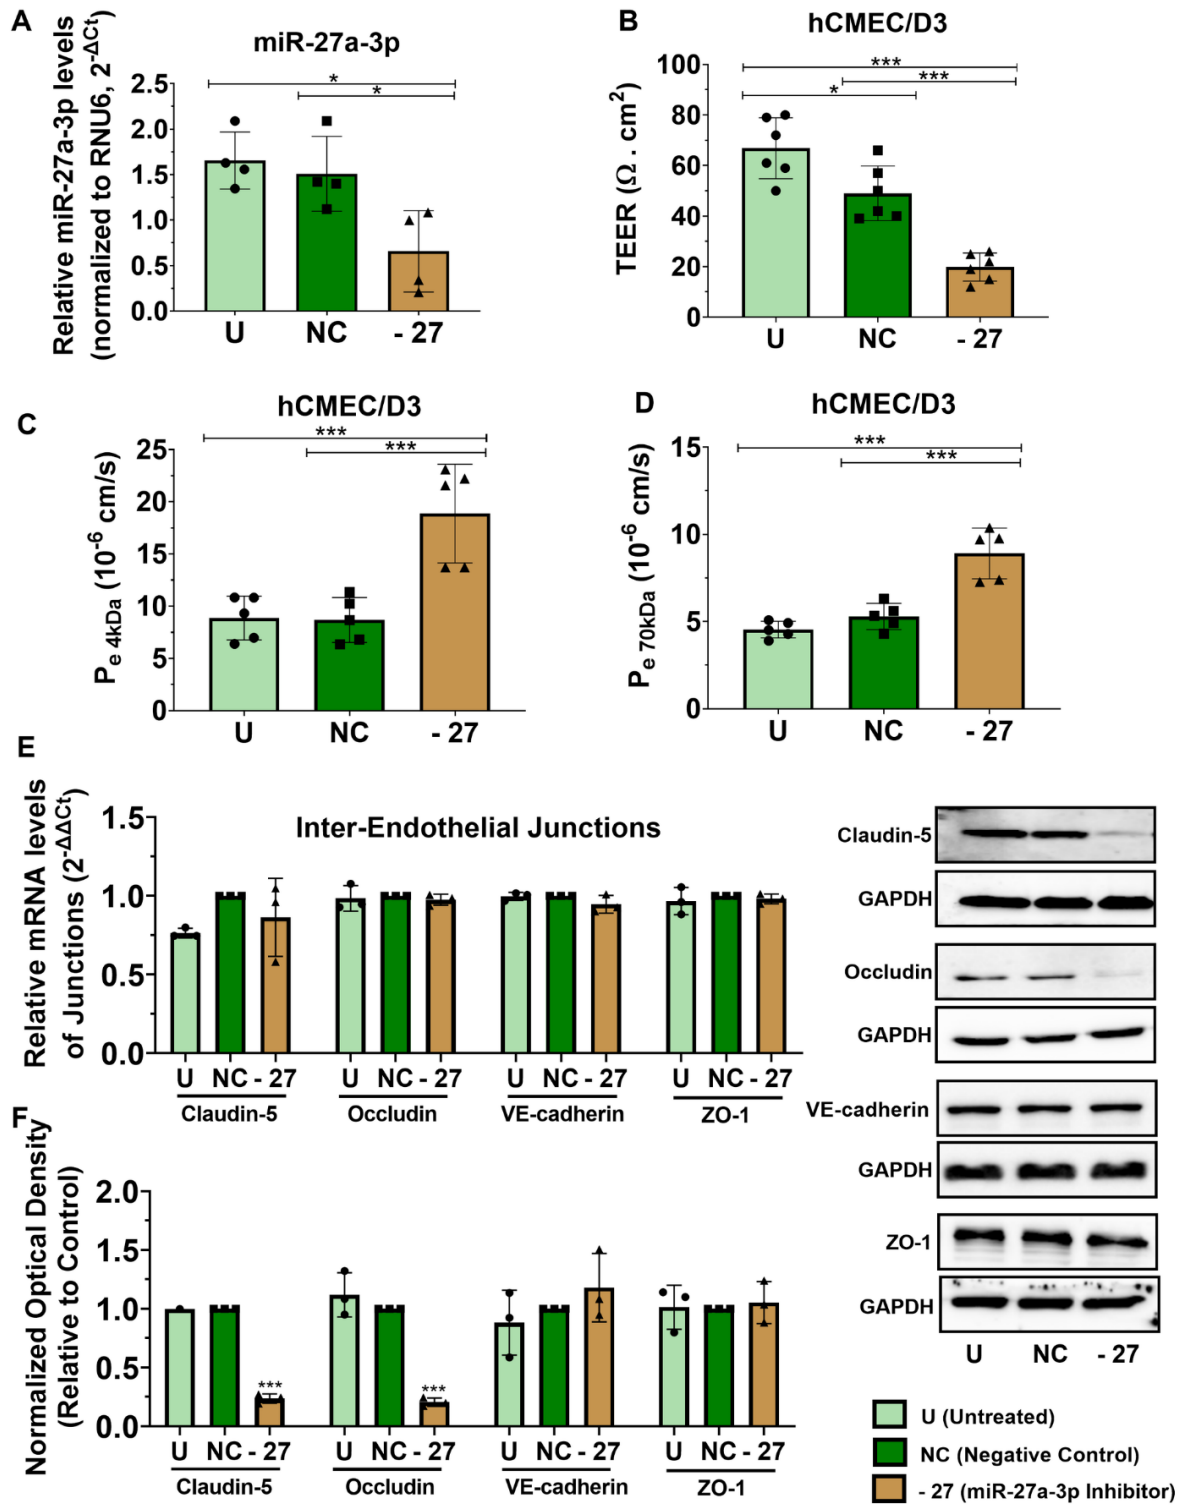 A
miR-27a-3p
Relative miR-27a-3p levels
(normalized to RNU6, 2-ΔCt)
2.5
2.0
1.5
1.0
0.5
0.0
*
*
U NC - 27
B
hCMEC/D3
TEER (Ω . cm2)
100
80
60
40
20
0
***
***
*
U NC - 27
C
hCMEC/D3
Pe 4kDa (10-6 cm/s)
25
20
15
10
5
0
***
***
U NC - 27
D
hCMEC/D3
Pe 70kDa (10-6 cm/s)
15
10
5
0
***
***
U NC - 27
E
Inter-Endothelial Junctions
Relative mRNA levels
of Junctions (2-ΔΔCt)
1.5
1.0
0.5
0.0
U NC - 27 U NC - 27 U NC - 27 U NC - 27
Claudin-5 Occludin VE-cadherin ZO-1
F
Normalized Optical Density
(Relative to Control)
2.0
1.5
1.0
0.5
0.0
***
***
U NC - 27 U NC - 27 U NC - 27 U NC - 27
Claudin-5 Occludin VE-cadherin ZO-1
Claudin-5
GAPDH
Occludin
GAPDH
VE-cadherin
GAPDH
ZO-1
GAPDH
U NC - 27
U (Untreated)
NC (Negative Control)
- 27 (miR-27a-3p Inhibitor)